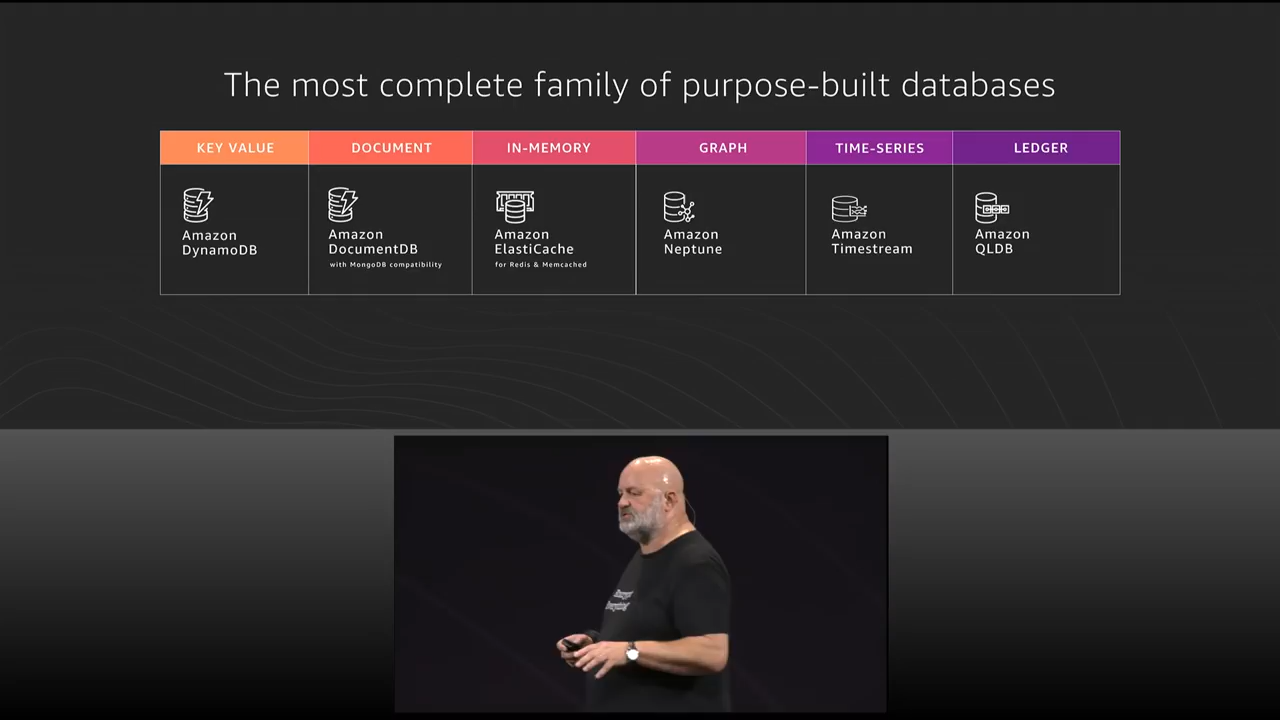 The most complete family of purpose-built databases
KEY VALUE
DOCUMENT
IN-MEMORY
GRAPH
TIME-SERIES
LEDGER
Amazon
DynamoDB
Amazon
DocumentDB
with MongoDB compatibility
Amazon
ElastiCache
for Redis & Memcached
Amazon
Neptune
Amazon
Timestream
Amazon
QLDB